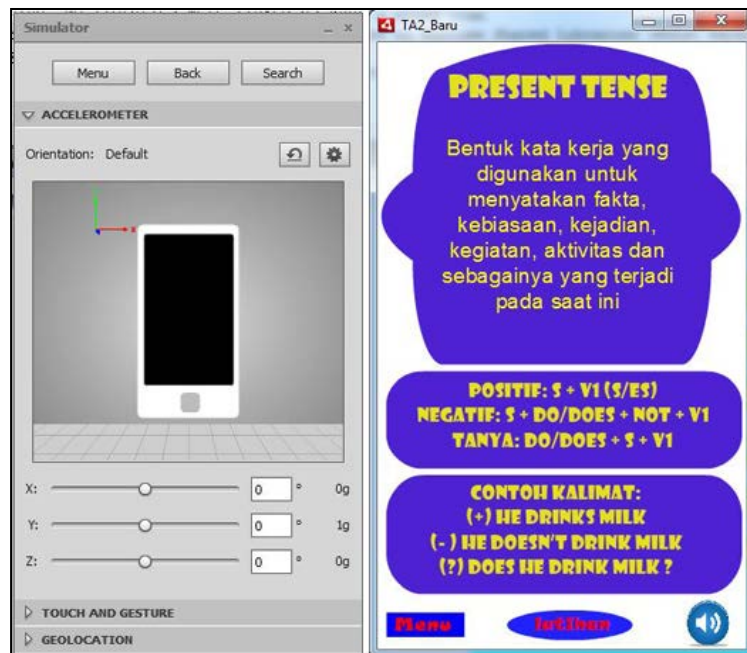 Simulator
Menu Back Search
ACCELEROMETER
Orientation: Default
X: 0 ° 0g
Y: 0 ° 1g
Z: 0 ° 0g
TOUCH AND GESTURE
GEOLOCATION
TA2_Baru
PRESENT TENSE
Bentuk kata kerja yang
digunakan untuk
menyatakan fakta,
kebiasaan, kejadian,
kegiatan, aktivitas dan
sebagainya yang terjadi
pada saat ini
POSITIF: S + V1 (S/ES)
NEGATIF: S + DO/DOES + NOT + V1
TANYA: DO/DOES + S + V1
CONTOH KALIMAT:
(+) HE DRINKS MILK
(-) HE DOESN'T DRINK MILK
(?) DOES HE DRINK MILK ?
Menu latihan